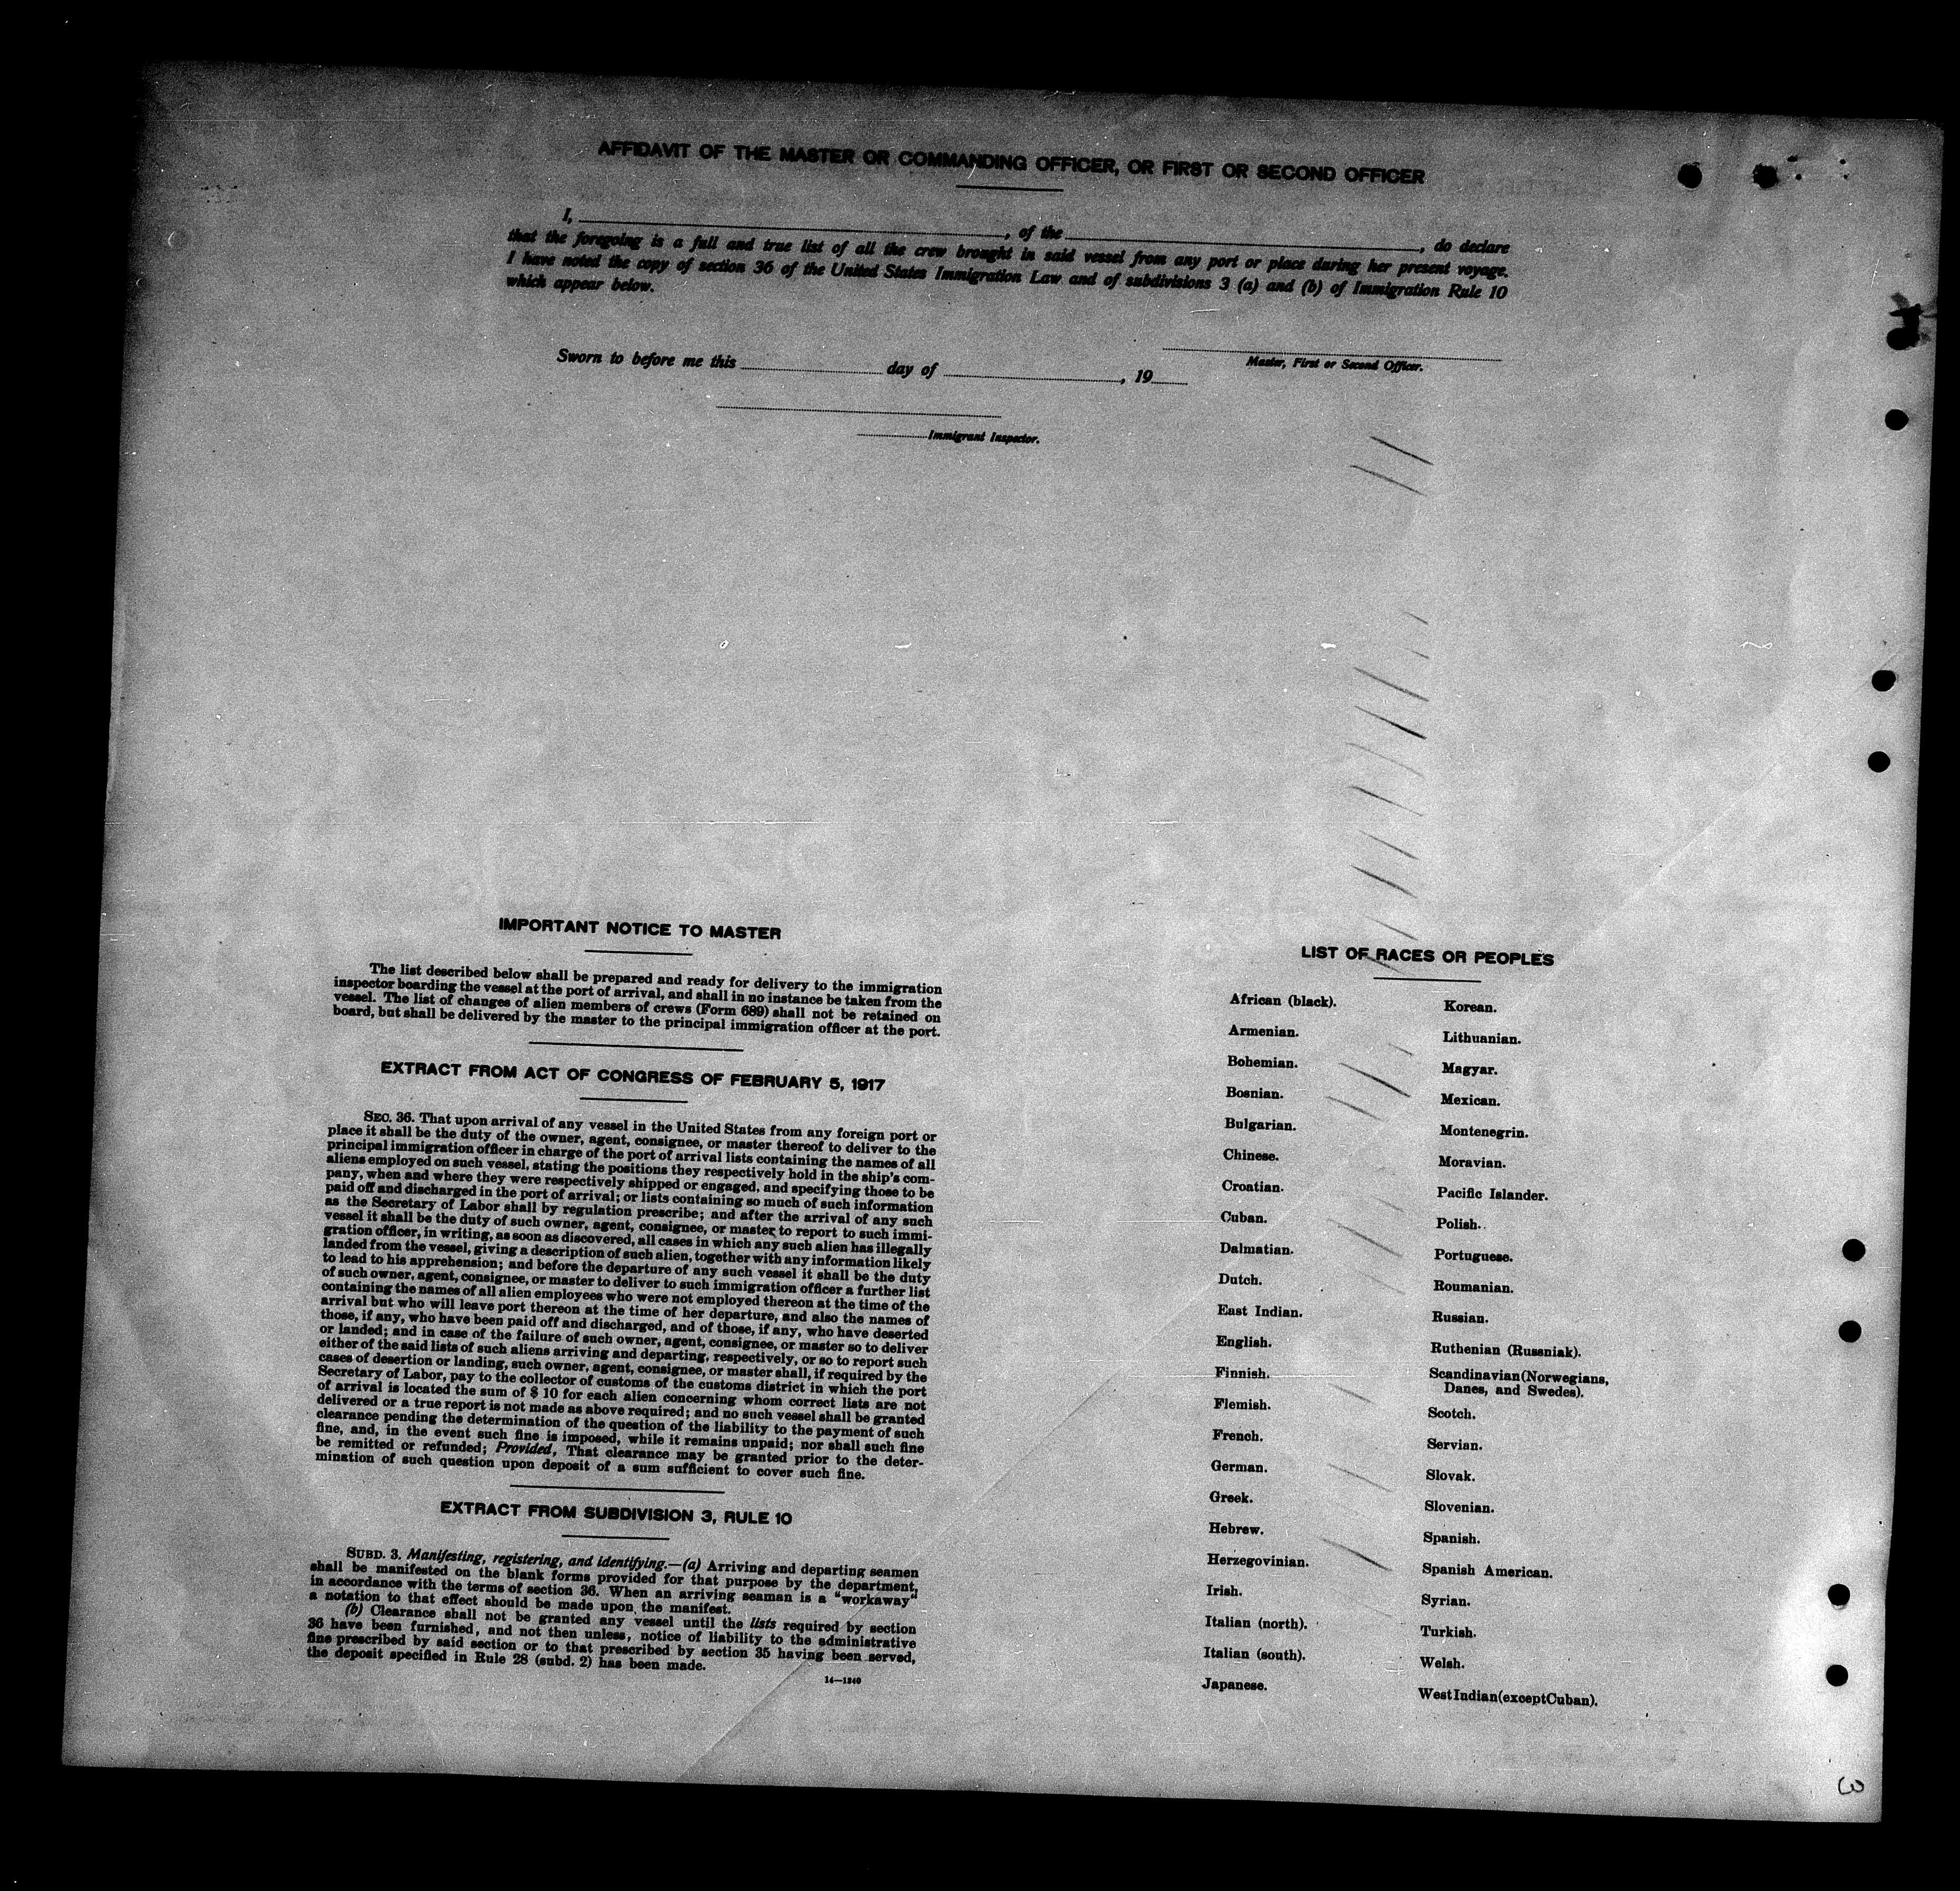 AFFIDAVIT OF THE MASTER OR COMMANDING OFFICER, OR FIRST OR SECOND OFFICER
I, , of the , do declare
that the foregoing is a full and true list of all the crew brought in said vessel from any port or place during her present voyage.
I have noted the copy of section 36 of the United States Immigration Law and of subdivisions 3 (a) and (b) of Immigration Rule 10
which appear below.
Master, First or Second Officer.
Sworn to before me this day of , 19
Immigrant Inspector.
IMPORTANT NOTICE TO MASTER
The list described below shall be prepared and ready for delivery to the immigration
inspector boarding the vessel at the port of arrival, and shall in no instance be taken from the
vessel. The list of changes of alien members of crews (Form 689) shall not be retained on
board, but shall be delivered by the master to the principal immigration officer at the port.
EXTRACT FROM ACT OF CONGRESS OF FEBRUARY 5, 1917
SEC. 36. That upon arrival of any vessel in the United States from any foreign port or
place it shall be the duty of the owner, agent, consignee, or master thereof to deliver to the
principal immigration officer in charge of the port of arrival lists containing the names of all
aliens employed on such vessel, stating the positions they respectively hold in the ship's com-
pany, when and where they were respectively shipped or engaged, and specifying those to be
paid off and discharged in the port of arrival; or lists containing so much of such information
as the Secretary of Labor shall by regulation prescribe; and after the arrival of any such
vessel it shall be the duty of such owner, agent, consignee, or master to report to such immi-
gration officer, in writing, as soon as discovered, all cases in which any such alien has illegally
landed from the vessel, giving a description of such alien, together with any information likely
to lead to his apprehension; and before the departure of any such vessel it shall be the duty
of such owner, agent, consignee, or master to deliver to such immigration officer a further list
containing the names of all alien employees who were not employed thereon at the time of the
arrival but who will leave port thereon at the time of her departure, and also the names of
those, if any, who have been paid off and discharged, and of those, if any, who have deserted
or landed; and in case of the failure of such owner, agent, consignee, or master so to deliver
either of the said lists of such aliens arriving and departing, respectively, or so to report such
cases of desertion or landing, such owner, agent, consignee, or master shall, if required by the
Secretary of Labor, pay to the collector of customs of the customs district in which the port
of arrival is located the sum of $ 10 for each alien concerning whom correct lists are not
delivered or a true report is not made as above required; and no such vessel shall be granted
clearance pending the determination of the question of the liability to the payment of such
fine, and, in the event such fine is imposed, while it remains unpaid; nor shall such fine
be remitted or refunded; Provided, That clearance may be granted prior to the deter-
mination of such question upon deposit of a sum sufficient to cover such fine.
EXTRACT FROM SUBDIVISION 3, RULE 10
SUBD. 3. Manifesting, registering, and identifying.—(a) Arriving and departing seamen
shall be manifested on the blank forms provided for that purpose by the department,
in accordance with the terms of section 36. When an arriving seaman is a "workaway"
a notation to that effect should be made upon the manifest.
(b) Clearance shall not be granted any vessel until the lists required by section
36 have been furnished, and not then unless, notice of liability to the administrative
fine prescribed by said section or to that prescribed by section 35 having been served,
the deposit specified in Rule 28 (subd. 2) has been made.
14—1240
LIST OF RACES OR PEOPLES
African (black).
Armenian.
Bohemian.
Bosnian.
Bulgarian.
Chinese.
Croatian.
Cuban.
Dalmatian.
Dutch.
East Indian.
English.
Finnish.
Flemish.
French.
German.
Greek.
Hebrew.
Herzegovinian.
Irish.
Italian (north).
Italian (south).
Japanese.
Korean.
Lithuanian.
Magyar.
Mexican.
Montenegrin.
Moravian.
Pacific Islander.
Polish.
Portuguese.
Roumanian.
Russian.
Ruthenian (Russniak).
Scandinavian (Norwegians,
Danes, and Swedes).
Scotch.
Servian.
Slovak.
Slovenian.
Spanish.
Spanish American.
Syrian.
Turkish.
Welsh.
West Indian (except Cuban).
3